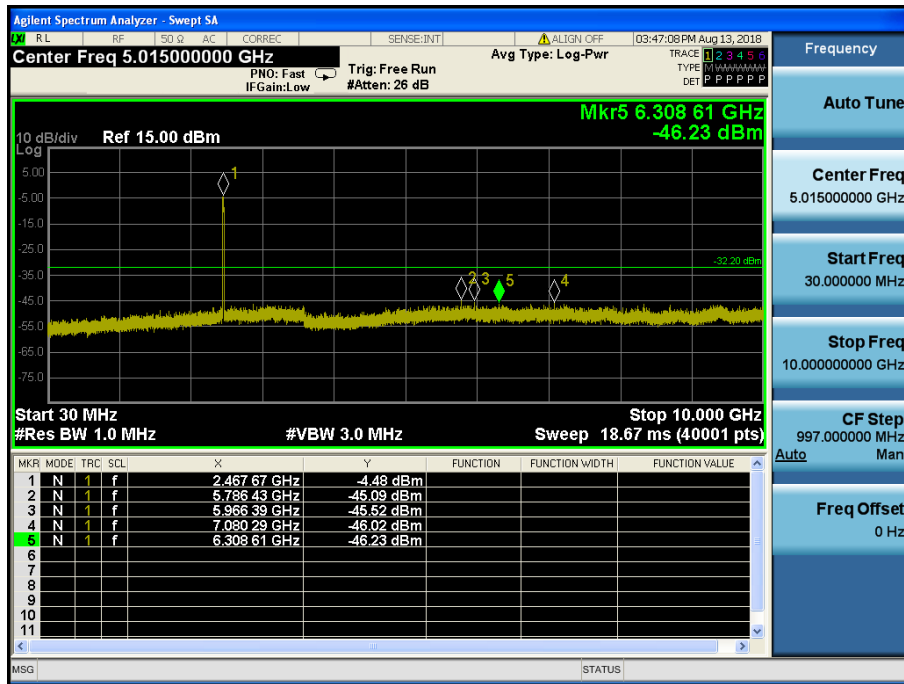 Agilent Spectrum Analyzer - Swept SA
LXI RL RF 50 Ω AC CORREC SENSE:INT ALIGN OFF 03:47:08 PM Aug 13, 2018
Center Freq 5.015000000 GHz
PNO: Fast
IFGain:Low
Trig: Free Run
#Atten: 26 dB
Avg Type: Log-Pwr
TRACE 1 2 3 4 5 6
TYPE M W W W W W
DET P P P P P P
Mkr5 6.308 61 GHz
-46.23 dBm
10 dB/div Ref 15.00 dBm
Log
5.00
-5.00
-15.0
-25.0
-35.0
-45.0
-55.0
-65.0
-75.0
1
2
3
5
4
-32.20 dBm
Start 30 MHz Stop 10.000 GHz
#Res BW 1.0 MHz #VBW 3.0 MHz Sweep 18.67 ms (40001 pts)
MKR MODE TRC SCL X Y FUNCTION FUNCTION WIDTH FUNCTION VALUE
1 N 1 f 2.467 67 GHz -4.48 dBm
2 N 1 f 5.786 43 GHz -45.09 dBm
3 N 1 f 5.966 39 GHz -45.52 dBm
4 N 1 f 7.080 29 GHz -46.02 dBm
5 N 1 f 6.308 61 GHz -46.23 dBm
6
7
8
9
10
11
MSG STATUS
Frequency
Auto Tune
Center Freq
5.015000000 GHz
Start Freq
30.000000 MHz
Stop Freq
10.000000000 GHz
CF Step
997.000000 MHz
Auto Man
Freq Offset
0 Hz